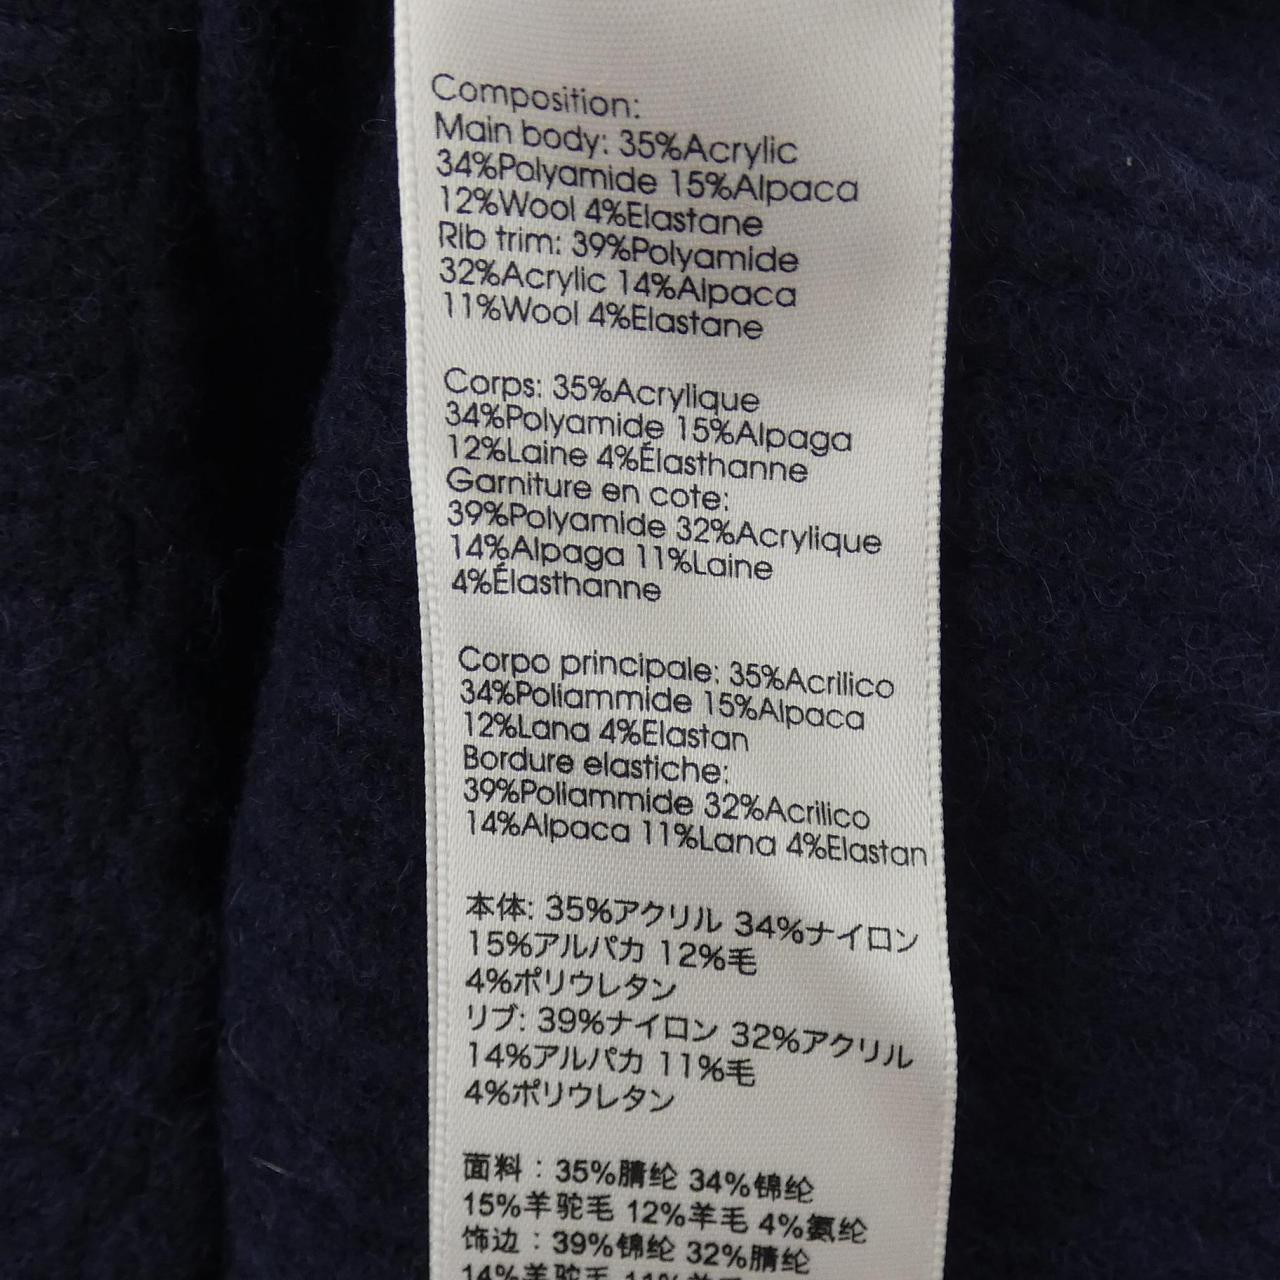 Composition:
Main body: 35%Acrylic
34%Polyamide 15%Alpaca
12%Wool 4%Elastane
Rib trim: 39%Polyamide
32%Acrylic 14%Alpaca
11%Wool 4%Elastane
Corps: 35%Acrylique
34%Polyamide 15%Alpaga
12%Laine 4%Élasthanne
Garniture en cote:
39%Polyamide 32%Acrylique
14%Alpaga 11%Laine
4%Élasthanne
Corpo principale: 35%Acrilico
34%Poliammide 15%Alpaca
12%Lana 4%Elastan
Bordure elastiche:
39%Poliammide 32%Acrilico
14%Alpaca 11%Lana 4%Elastan
本体: 35%アクリル 34%ナイロン
15%アルパカ 12%毛
4%ポリウレタン
リブ: 39%ナイロン 32%アクリル
14%アルパカ 11%毛
4%ポリウレタン
面料：35%腈纶 34%锦纶
15%羊驼毛 12%羊毛 4%氨纶
饰边：39%锦纶 32%腈纶
14%羊驼毛 11%羊毛